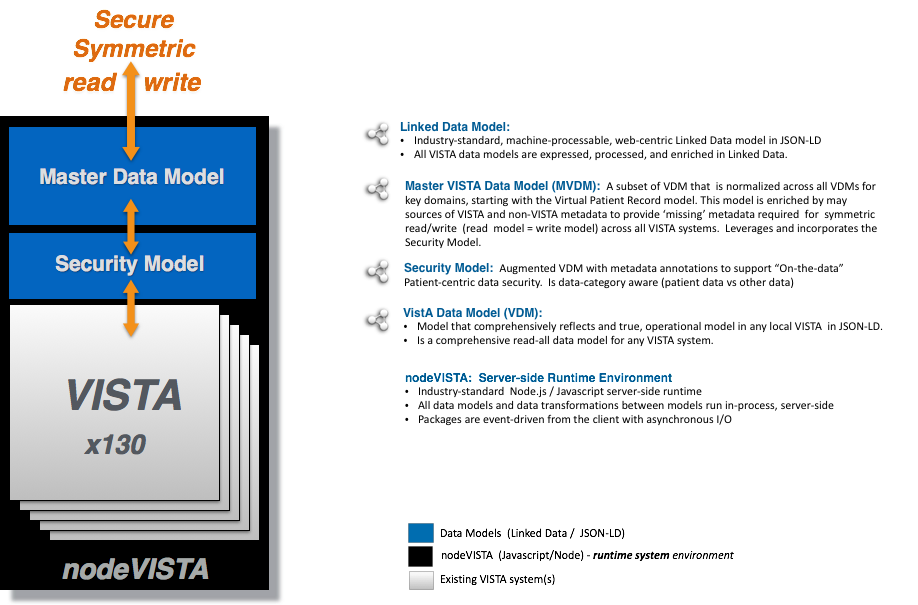 Secure
Symmetric
read write
Master Data Model
Security Model
VISTA
x130
nodeVISTA
Linked Data Model:
• Industry-standard, machine-processable, web-centric Linked Data model in JSON-LD
• All VISTA data models are expressed, processed, and enriched in Linked Data.
Master VISTA Data Model (MVDM): A subset of VDM that is normalized across all VDMs for
key domains, starting with the Virtual Patient Record model. This model is enriched by may
sources of VISTA and non-VISTA metadata to provide ‘missing’ metadata required for symmetric
read/write (read model = write model) across all VISTA systems. Leverages and incorporates the
Security Model.
Security Model: Augmented VDM with metadata annotations to support “On-the-data”
Patient-centric data security. Is data-category aware (patient data vs other data)
VistA Data Model (VDM):
• Model that comprehensively reflects and true, operational model in any local VISTA in JSON-LD.
• Is a comprehensive read-all data model for any VISTA system.
nodeVISTA: Server-side Runtime Environment
• Industry-standard Node.js / Javascript server-side runtime
• All data models and data transformations between models run in-process, server-side
• Packages are event-driven from the client with asynchronous I/O
Data Models (Linked Data / JSON-LD)
nodeVISTA (Javascript/Node) - runtime system environment
Existing VISTA system(s)